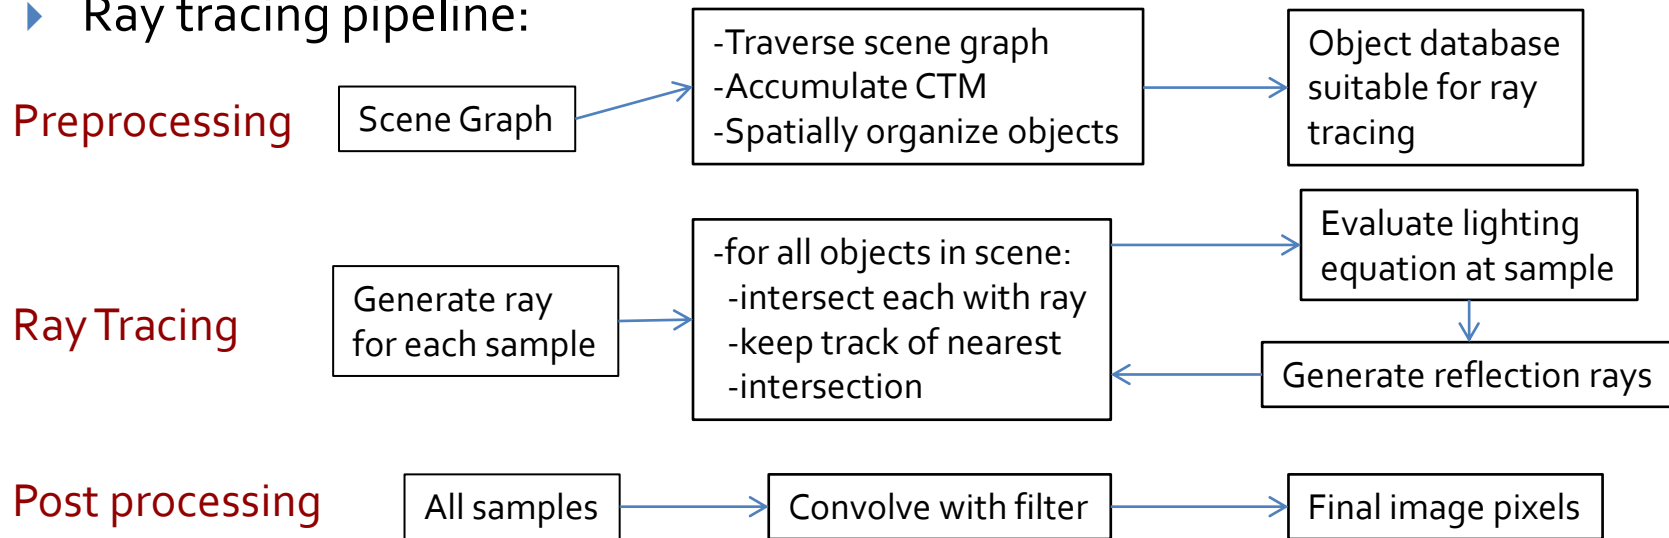 Ray tracing pipeline:
Preprocessing
Scene Graph
-Traverse scene graph
-Accumulate CTM
-Spatially organize objects
Object database
suitable for ray
tracing
Ray Tracing
Generate ray
for each sample
-for all objects in scene:
-intersect each with ray
-keep track of nearest
-intersection
Evaluate lighting
equation at sample
Generate reflection rays
Post processing
All samples
Convolve with filter
Final image pixels